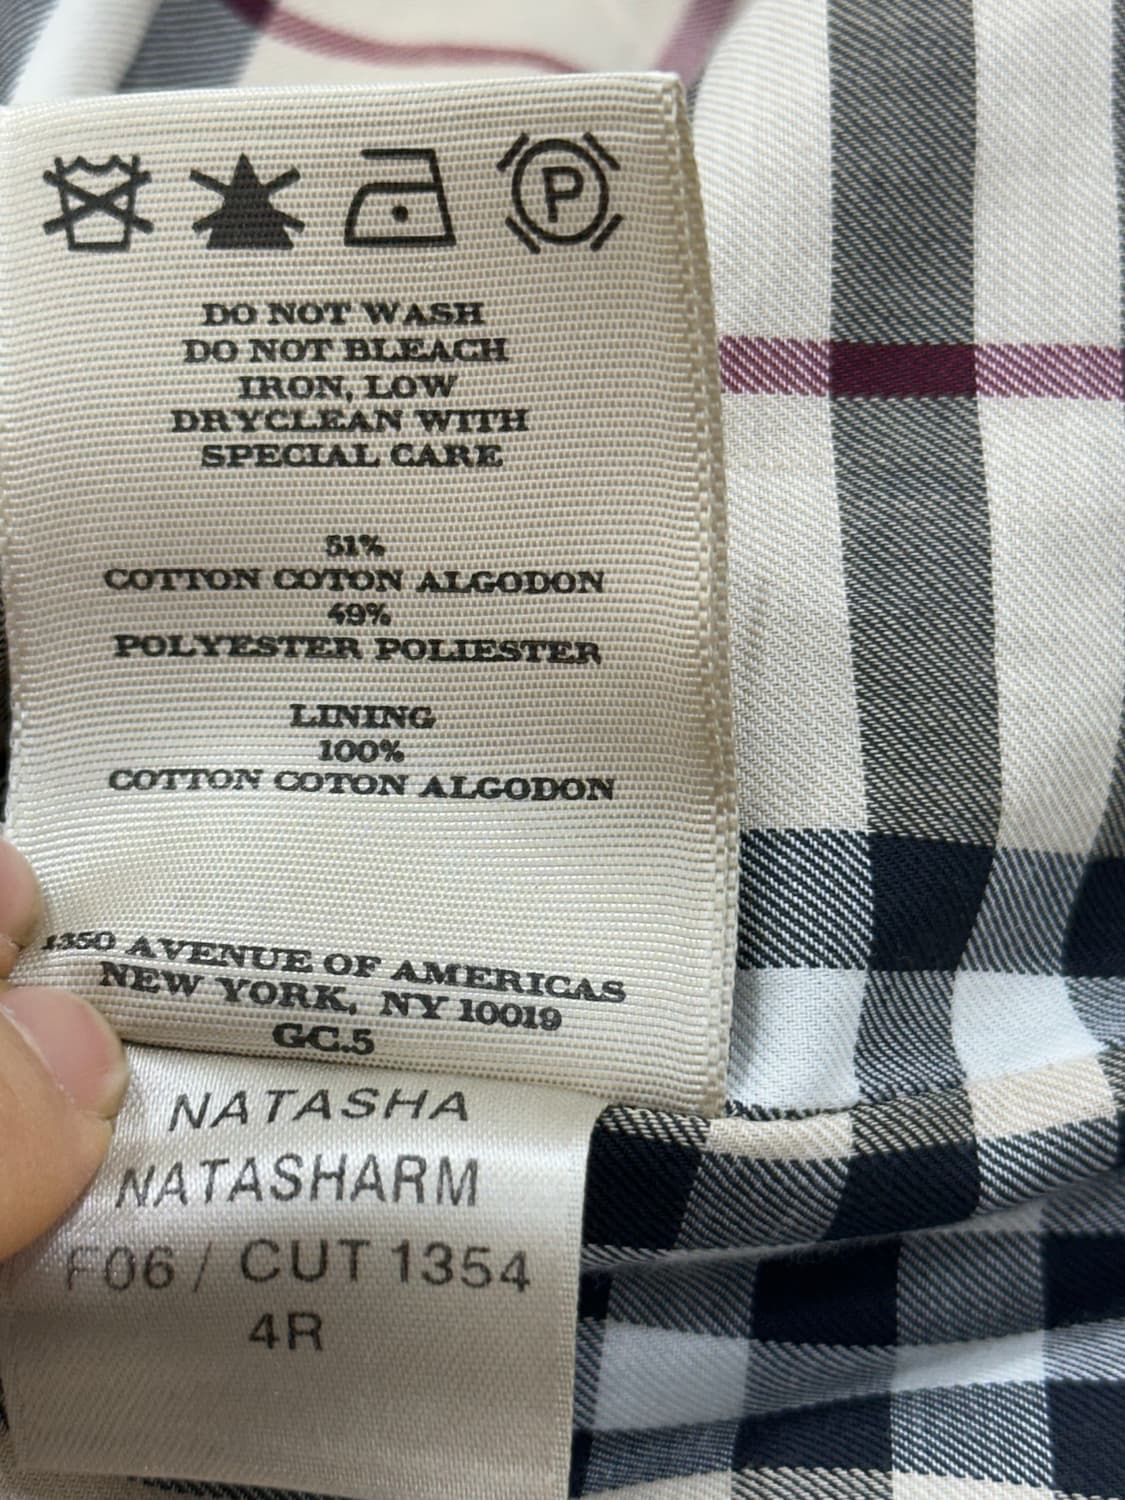 P
DO NOT WASH
DO NOT BLEACH
IRON, LOW
DRYCLEAN WITH
SPECIAL CARE
51%
COTTON COTON ALGODON
49%
POLYESTER POLIESTER
LINING
100%
COTTON COTON ALGODON
1350 AVENUE OF AMERICAS
NEW YORK, NY 10019
GC.5
NATASHA
NATASHARM
F06 / CUT 1354
4R